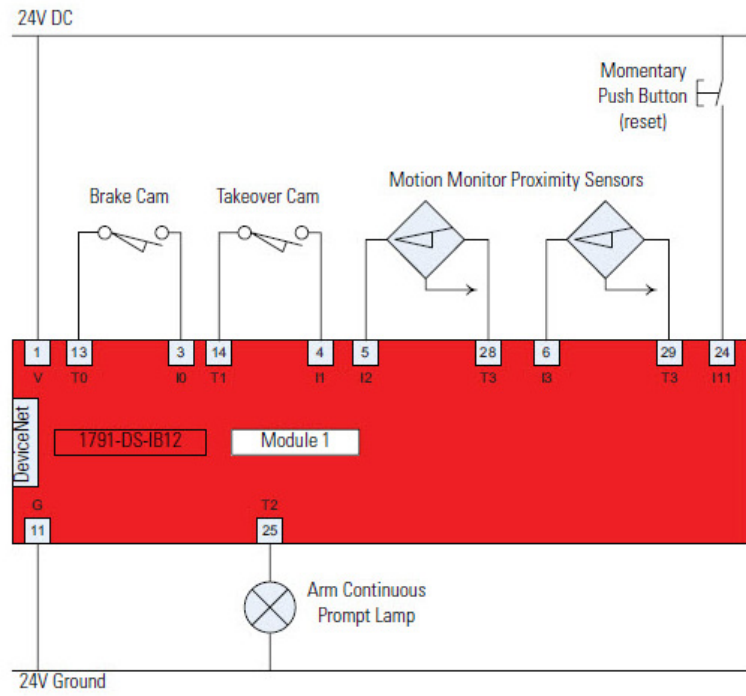 24V DC
Momentary
Push Button
(reset)
Motion Monitor Proximity Sensors
Brake Cam
Takeover Cam
1
13
3
14
4
5
28
6
29
24
V
T0
I0
T1
I1
I2
T3
I3
T3
I11
DeviceNet
1791-DS-IB12
Module 1
G
T2
11
25
Arm Continuous
Prompt Lamp
24V Ground